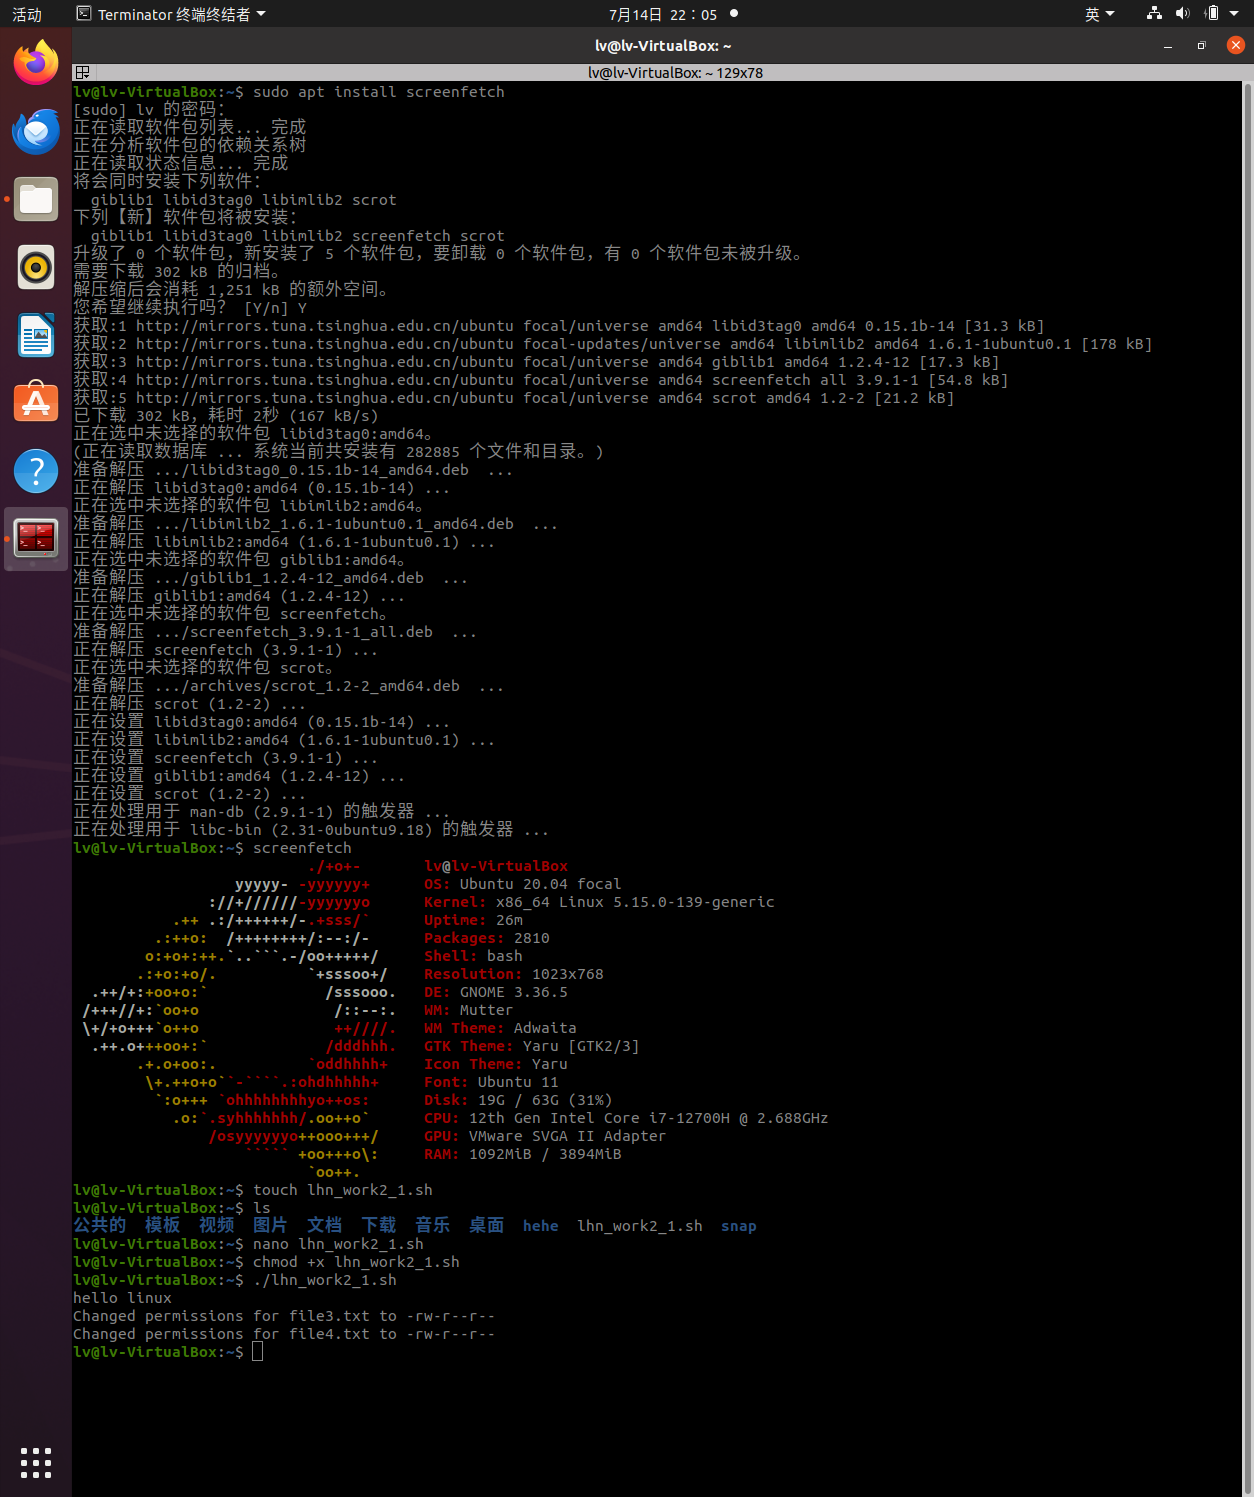 活动 Terminator 终端终结者 7月14日 22：05 英
lv@lv-VirtualBox: ~
lv@lv-VirtualBox: ~ 129x78
lv@lv-VirtualBox:~$ sudo apt install screenfetch
[sudo] lv 的密码：
正在读取软件包列表... 完成
正在分析软件包的依赖关系树
正在读取状态信息... 完成
将会同时安装下列软件：
  giblib1 libid3tag0 libimlib2 scrot
下列【新】软件包将被安装：
  giblib1 libid3tag0 libimlib2 screenfetch scrot
升级了 0 个软件包，新安装了 5 个软件包，要卸载 0 个软件包，有 0 个软件包未被升级。
需要下载 302 kB 的归档。
解压缩后会消耗 1,251 kB 的额外空间。
您希望继续执行吗？ [Y/n] Y
获取:1 http://mirrors.tuna.tsinghua.edu.cn/ubuntu focal/universe amd64 libid3tag0 amd64 0.15.1b-14 [31.3 kB]
获取:2 http://mirrors.tuna.tsinghua.edu.cn/ubuntu focal-updates/universe amd64 libimlib2 amd64 1.6.1-1ubuntu0.1 [178 kB]
获取:3 http://mirrors.tuna.tsinghua.edu.cn/ubuntu focal/universe amd64 giblib1 amd64 1.2.4-12 [17.3 kB]
获取:4 http://mirrors.tuna.tsinghua.edu.cn/ubuntu focal/universe amd64 screenfetch all 3.9.1-1 [54.8 kB]
获取:5 http://mirrors.tuna.tsinghua.edu.cn/ubuntu focal/universe amd64 scrot amd64 1.2-2 [21.2 kB]
已下载 302 kB，耗时 2秒 (167 kB/s)
正在选中未选择的软件包 libid3tag0:amd64。
(正在读取数据库 ... 系统当前共安装有 282885 个文件和目录。)
准备解压 .../libid3tag0_0.15.1b-14_amd64.deb  ...
正在解压 libid3tag0:amd64 (0.15.1b-14) ...
正在选中未选择的软件包 libimlib2:amd64。
准备解压 .../libimlib2_1.6.1-1ubuntu0.1_amd64.deb  ...
正在解压 libimlib2:amd64 (1.6.1-1ubuntu0.1) ...
正在选中未选择的软件包 giblib1:amd64。
准备解压 .../giblib1_1.2.4-12_amd64.deb  ...
正在解压 giblib1:amd64 (1.2.4-12) ...
正在选中未选择的软件包 screenfetch。
准备解压 .../screenfetch_3.9.1-1_all.deb  ...
正在解压 screenfetch (3.9.1-1) ...
正在选中未选择的软件包 scrot。
准备解压 .../archives/scrot_1.2-2_amd64.deb  ...
正在解压 scrot (1.2-2) ...
正在设置 libid3tag0:amd64 (0.15.1b-14) ...
正在设置 libimlib2:amd64 (1.6.1-1ubuntu0.1) ...
正在设置 screenfetch (3.9.1-1) ...
正在设置 giblib1:amd64 (1.2.4-12) ...
正在设置 scrot (1.2-2) ...
正在处理用于 man-db (2.9.1-1) 的触发器 ...
正在处理用于 libc-bin (2.31-0ubuntu9.18) 的触发器 ...
lv@lv-VirtualBox:~$ screenfetch
                          ./+o+-       lv@lv-VirtualBox
                  yyyyy- -yyyyyy+      OS: Ubuntu 20.04 focal
               ://+//////-yyyyyyo      Kernel: x86_64 Linux 5.15.0-139-generic
           .++ .:/++++++/-.+sss/`      Uptime: 26m
         .:++o:  /++++++++/:--:/-      Packages: 2810
        o:+o+:++.`..```.-/oo+++++/     Shell: bash
       .:+o:+o/.          `+sssoo+/    Resolution: 1023x768
  .++/+:+oo+o:`             /sssooo.   DE: GNOME 3.36.5
 /+++//+:`oo+o               /::--:.   WM: Mutter
 \+/+o+++`o++o               ++////.   WM Theme: Adwaita
  .++.o+++oo+:`             /dddhhh.   GTK Theme: Yaru [GTK2/3]
       .+.o+oo:.          `oddhhhh+    Icon Theme: Yaru
        \+.++o+o``-````.:ohdhhhhh+     Font: Ubuntu 11
         `:o+++ `ohhhhhhhhyo++os:      Disk: 19G / 63G (31%)
           .o:`.syhhhhhhh/.oo++o`      CPU: 12th Gen Intel Core i7-12700H @ 2.688GHz
               /osyyyyyyo++ooo+++/     GPU: VMware SVGA II Adapter
                   ````` +oo+++o\:     RAM: 1092MiB / 3894MiB
                          `oo++.
lv@lv-VirtualBox:~$ touch lhn_work2_1.sh
lv@lv-VirtualBox:~$ ls
公共的  模板  视频  图片  文档  下载  音乐  桌面  hehe  lhn_work2_1.sh  snap
lv@lv-VirtualBox:~$ nano lhn_work2_1.sh
lv@lv-VirtualBox:~$ chmod +x lhn_work2_1.sh
lv@lv-VirtualBox:~$ ./lhn_work2_1.sh
hello linux
Changed permissions for file3.txt to -rw-r--r--
Changed permissions for file4.txt to -rw-r--r--
lv@lv-VirtualBox:~$